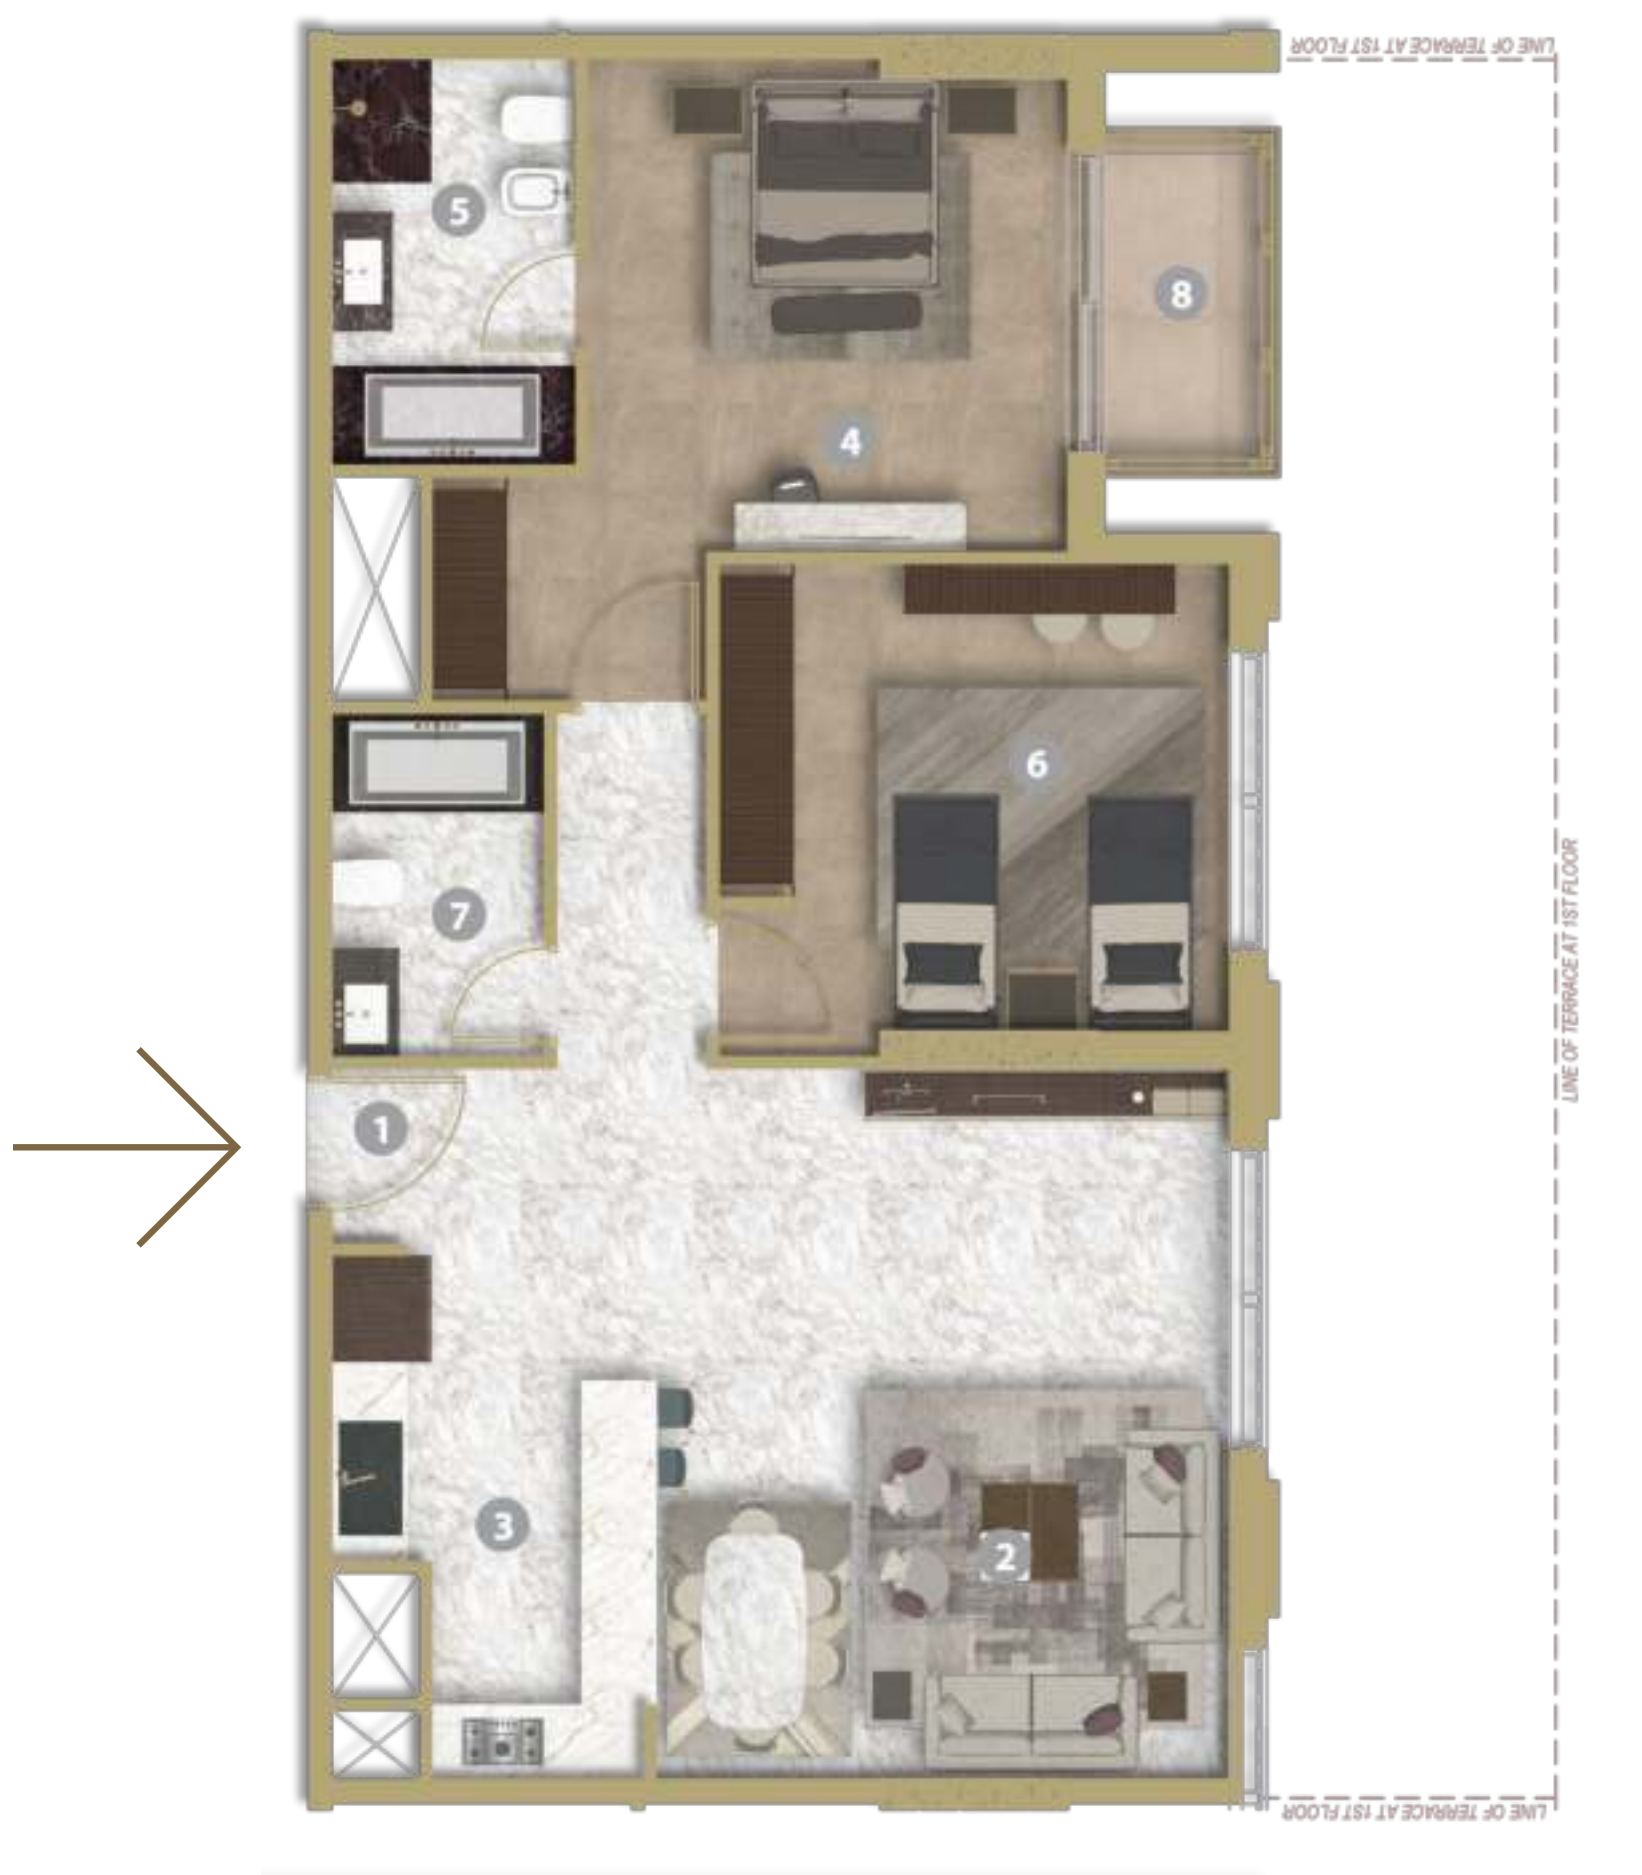 LINE OF TERRACE AT 1ST FLOOR
5
8
4
6
LINE OF TERRACE AT 1ST FLOOR
7
1
3
2
LINE OF TERRACE AT 1ST FLOOR